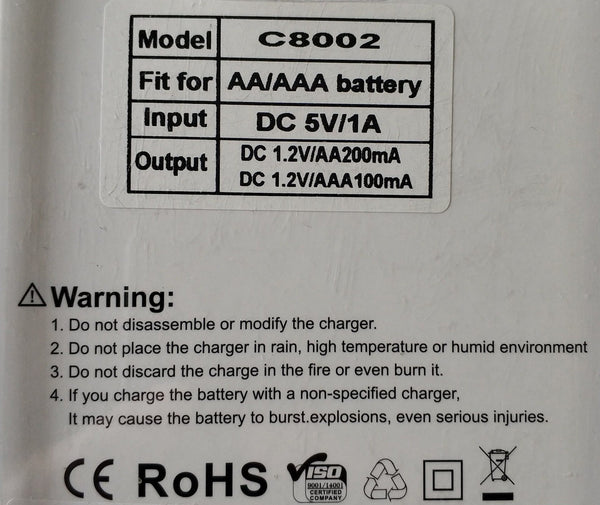 Model C8002
Fit for AA/AAA battery
Input DC 5V/1A
Output DC 1.2V/AA200mA
DC 1.2V/AAA100mA
Warning:
1. Do not disassemble or modify the charger.
2. Do not place the charger in rain, high temperature or humid environment
3. Do not discard the charge in the fire or even burn it.
4. If you charge the battery with a non-specified charger,
It may cause the battery to burst.explosions, even serious injuries.
CE RoHS ISO
9001/14001
CERTIFIED
COMPANY